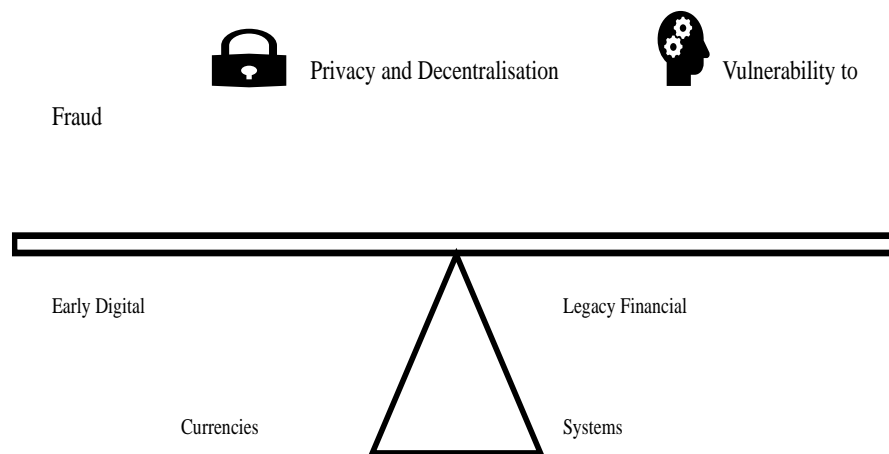 Privacy and Decentralisation Vulnerability to
Fraud
Early Digital Legacy Financial
Currencies Systems